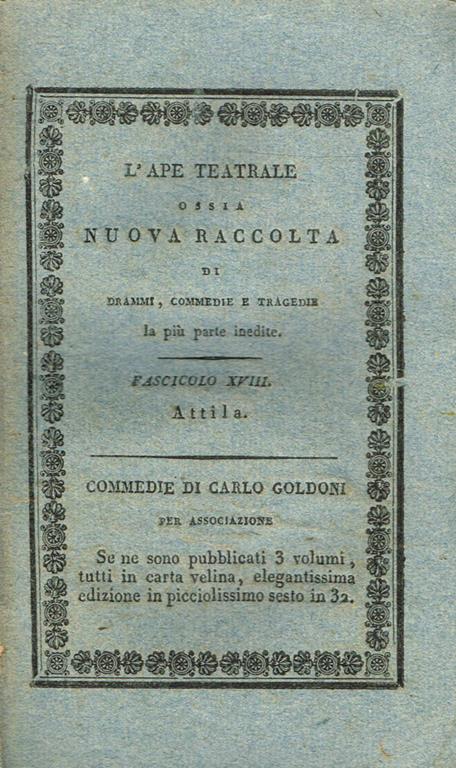 L'APE TEATRALE
OSSIA
NUOVA RACCOLTA
DI
DRAMMI, COMMEDIE E TRAGEDIE
la più parte inedite.
FASCICOLO XVIII.
Attila.
COMMEDIE DI CARLO GOLDONI
PER ASSOCIAZIONE
Se ne sono pubblicati 3 volumi,
tutti in carta velina, elegantissima
edizione in picciolissimo sesto in 32.